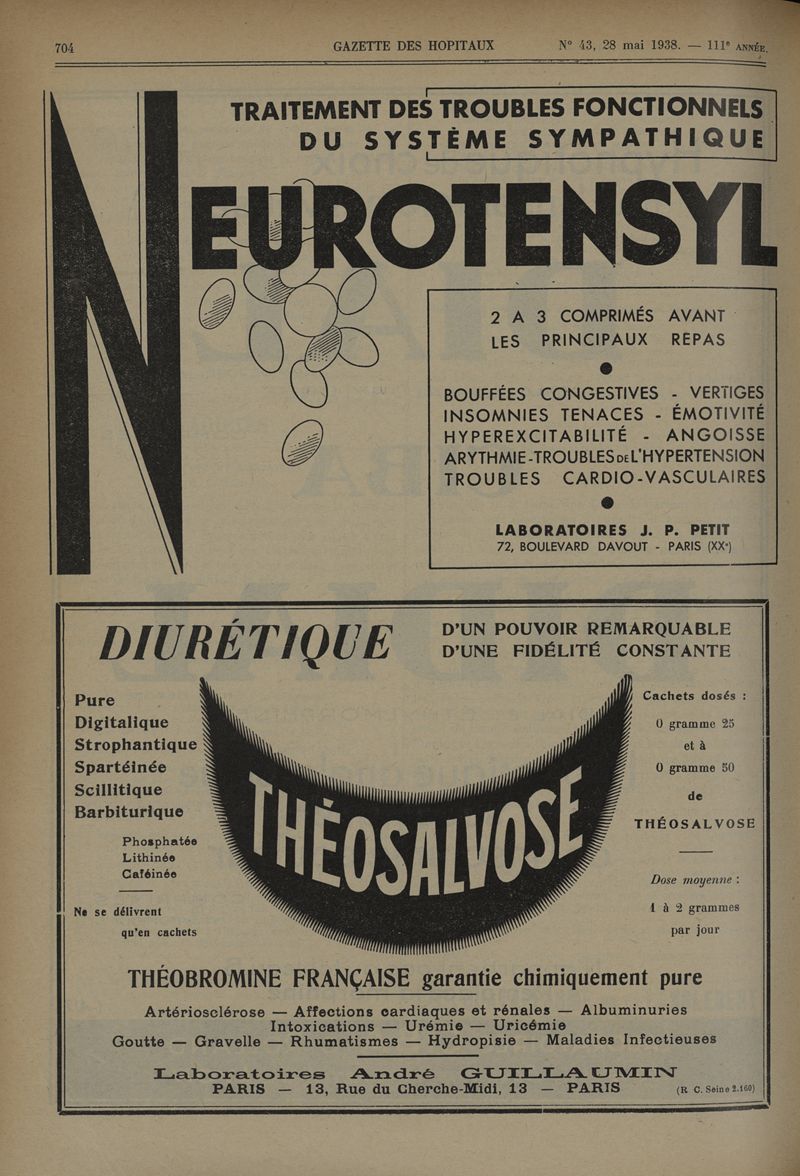 704 GAZETTE DES HOPITAUX N° 43, 28 mai 1938. — 111e ANNÉE.
TRAITEMENT DES TROUBLES FONCTIONNELS
DU SYSTÈME SYMPATHIQUE
NEUROTENSYL
2 A 3 COMPRIMÉS AVANT
LES PRINCIPAUX REPAS
BOUFFÉES CONGESTIVES - VERTIGES
INSOMNIES TENACES - ÉMOTIVITÉ
HYPEREXCITABILITÉ - ANGOISSE
ARYTHMIE-TROUBLES DE L'HYPERTENSION
TROUBLES CARDIO-VASCULAIRES
LABORATOIRES J. P. PETIT
72, BOULEVARD DAVOUT - PARIS (XXe)
DIURÉTIQUE
D'UN POUVOIR REMARQUABLE
D'UNE FIDÉLITÉ CONSTANTE
Pure
Digitalique
Strophantique
Spartéinée
Scillitique
Barbiturique
Phosphatée
Lithinée
Caféinée
Ne se délivrent
qu'en cachets
THÉOSALVOSE
Cachets dosés :
0 gramme 25
et à
0 gramme 50
de
THÉOSALVOSE
Dose moyenne :
1 à 2 grammes
par jour
THÉOBROMINE FRANÇAISE garantie chimiquement pure
Artériosclérose — Affections cardiaques et rénales — Albuminuries
Intoxications — Urémie — Uricémie
Goutte — Gravelle — Rhumatismes — Hydropisie — Maladies Infectieuses
Laboratoires André GUILLAUMIN
PARIS — 13, Rue du Cherche-Midi, 13 — PARIS (R C. Seine 2.160)